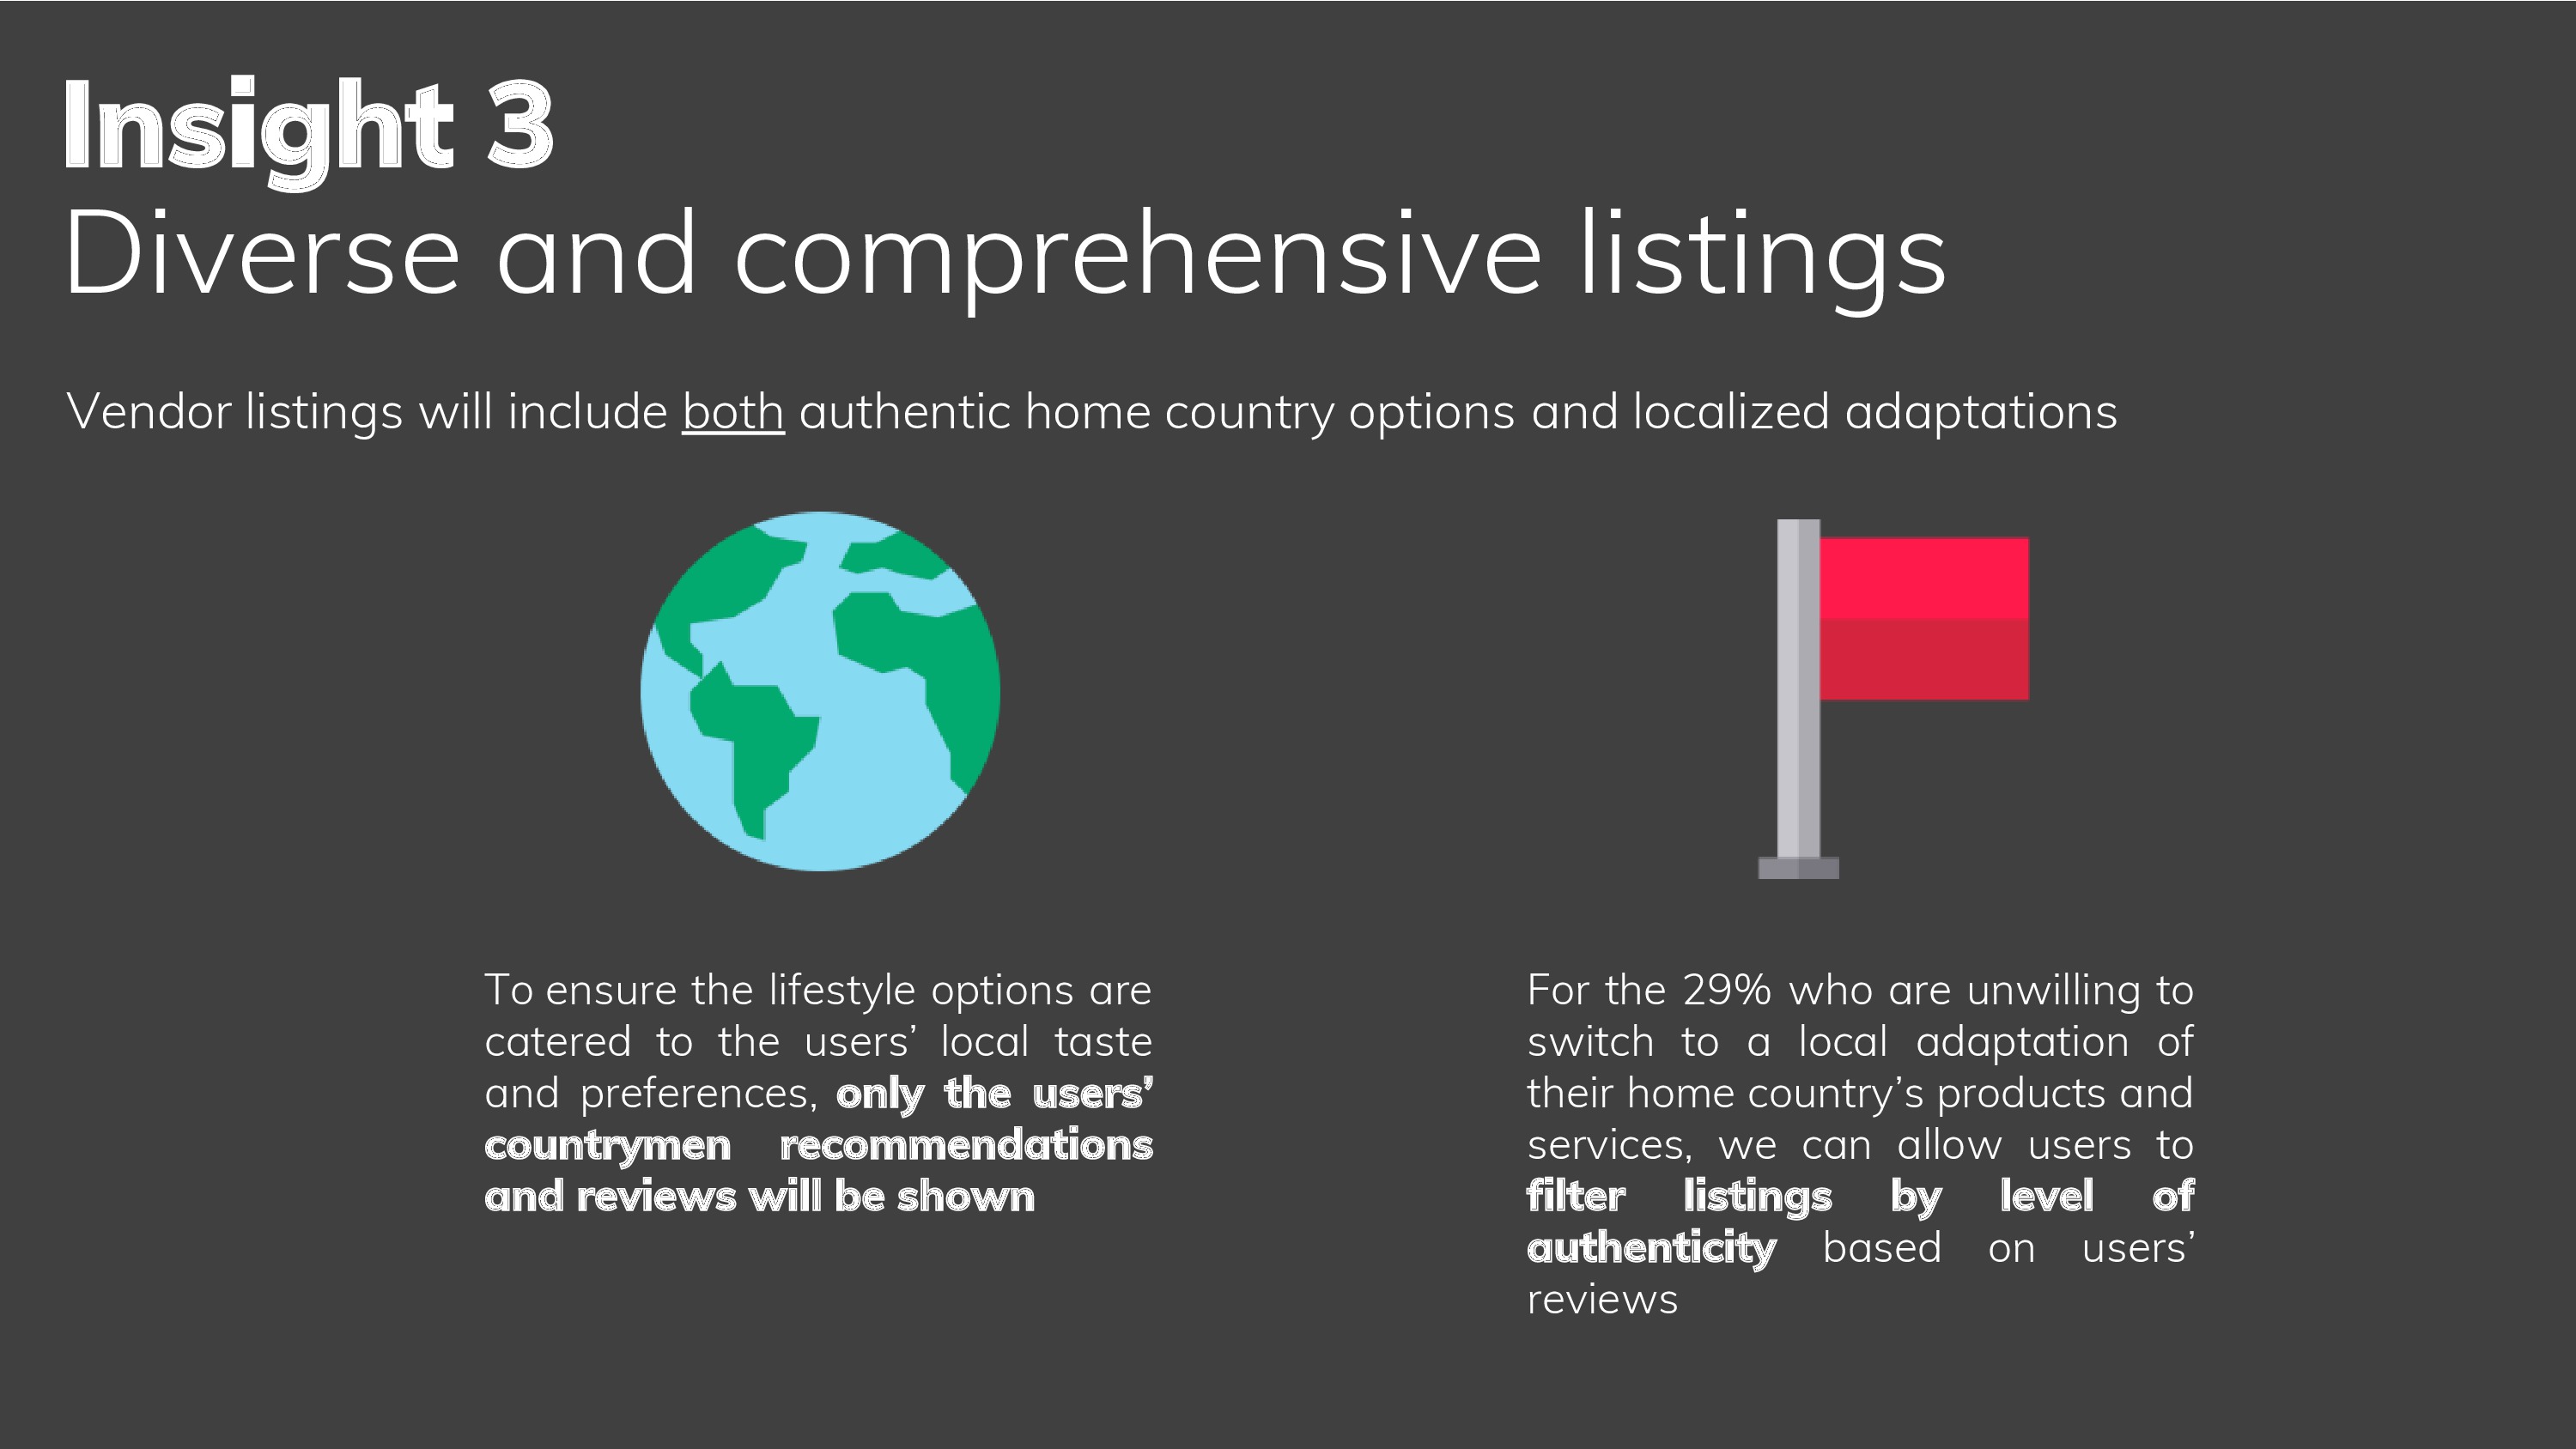 Insight 3
Diverse and comprehensive listings
Vendor listings will include both authentic home country options and localized adaptations
To ensure the lifestyle options are
catered to the users’ local taste
and preferences, only the users’
countrymen recommendations
and reviews will be shown
For the 29% who are unwilling to
switch to a local adaptation of
their home country’s products and
services, we can allow users to
filter listings by level of
authenticity based on users’
reviews